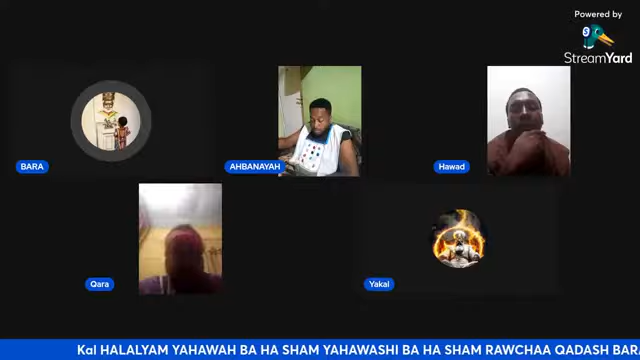 Powered by
StreamYard
BARA
AHBANAYAH
Hawad
Qara
Yakal
Kal HALALYAM YAHAWAH BA HA SHAM YAHAWASHI BA HA SHAM RAWCHAA QADASH BARA